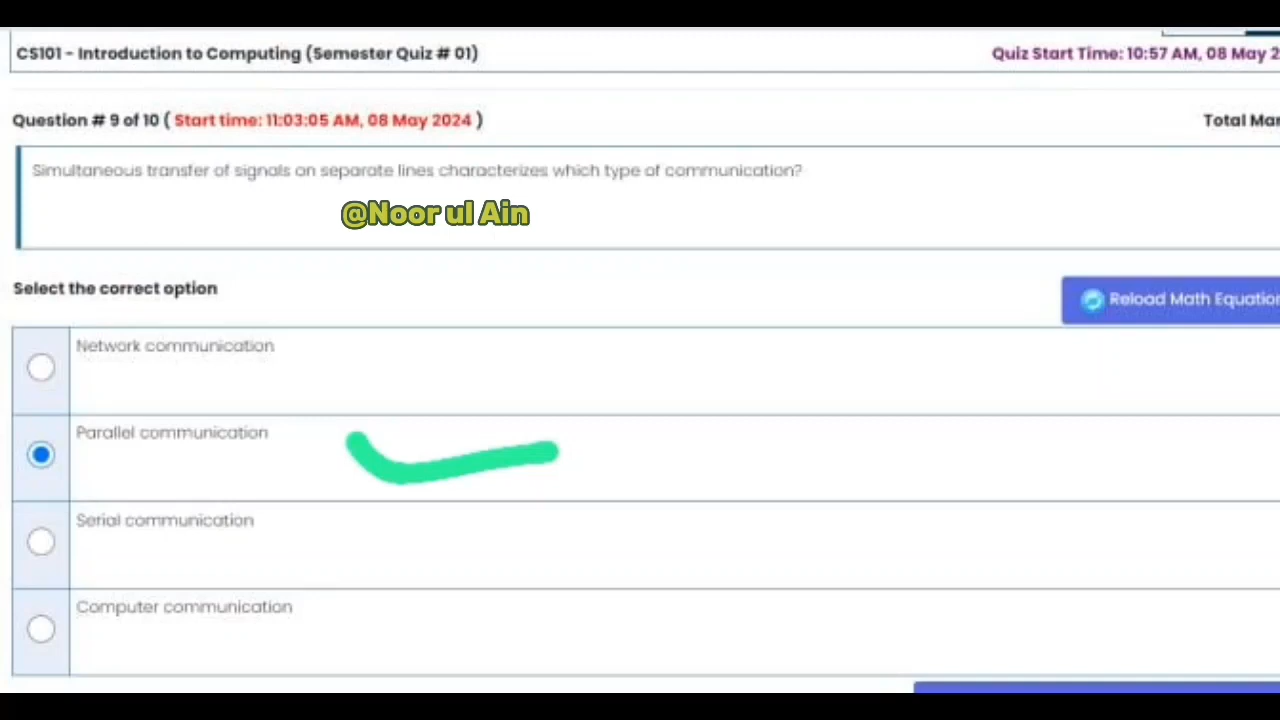 CS101 - Introduction to Computing (Semester Quiz # 01)
Quiz Start Time: 10:57 AM, 08 May 2
Question # 9 of 10 ( Start time: 11:03:05 AM, 08 May 2024 )
Total Mar
Simultaneous transfer of signals on separate lines characterizes which type of communication?
@Noor ul Ain
Select the correct option
Reload Math Equation
Network communication
Parallel communication
Serial communication
Computer communication